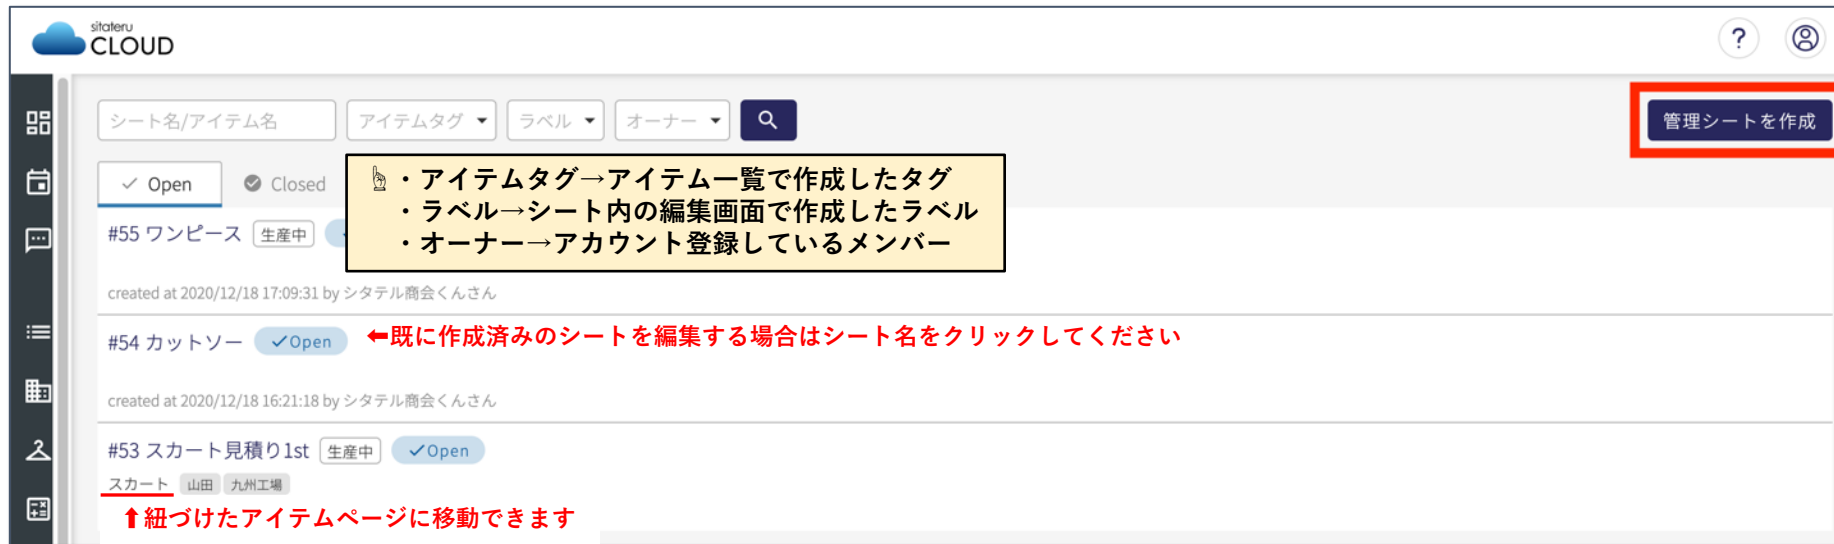 sitateru
CLOUD
?
シート名/アイテム名 アイテムタグ ラベル オーナー
管理シートを作成
Open Closed
・アイテムタグ→アイテム一覧で作成したタグ
・ラベル→シート内の編集画面で作成したラベル
・オーナー→アカウント登録しているメンバー
#55 ワンピース 生産中
created at 2020/12/18 17:09:31 by シタテル商会くんさん
#54 カットソー ✓Open ⬅既に作成済みのシートを編集する場合はシート名をクリックしてください
created at 2020/12/18 16:21:18 by シタテル商会くんさん
#53 スカート見積り1st 生産中 ✓Open
スカート 山田 九州工場
⬆紐づけたアイテムページに移動できます